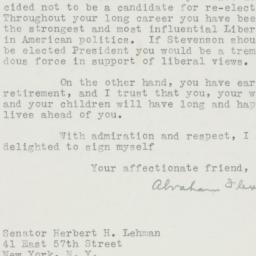 cided not to be a candidate for re-elect
Throughout your long career you have bee
the strongest and most influential Liber
in American politics. If Stevenson shou
be elected President you would be a trem
dous force in support of liberal views.
On the other hand, you have ear
retirement, and I trust that you, your w
and your children will have long and hap
lives ahead of you.
With admiration and respect, I
delighted to sign myself
Your affectionate friend,
Abraham Flex
Senator Herbert H. Lehman
41 East 57th Street
New York, N. Y.